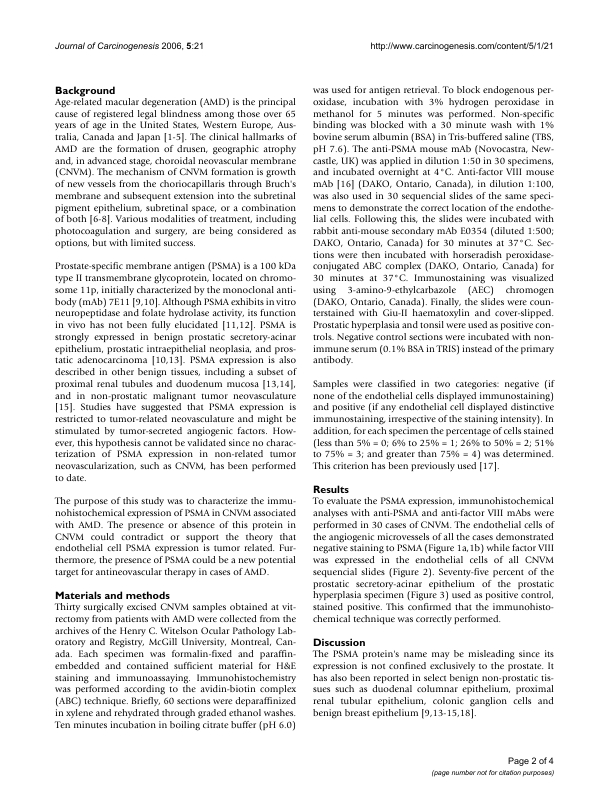 Journal of Carcinogenesis 2006, 5:21
http://www.carcinogenesis.com/content/5/1/21
Background
Age-related macular degeneration (AMD) is the principal
cause of registered legal blindness among those over 65
years of age in the United States, Western Europe, Aus-
tralia, Canada and Japan [1-5]. The clinical hallmarks of
AMD are the formation of drusen, geographic atrophy
and, in advanced stage, choroidal neovascular membrane
(CNVM). The mechanism of CNVM formation is growth
of new vessels from the choriocapillaris through Bruch's
membrane and subsequent extension into the subretinal
pigment epithelium, subretinal space, or a combination
of both [6-8]. Various modalities of treatment, including
photocoagulation and surgery, are being considered as
options, but with limited success.
Prostate-specific membrane antigen (PSMA) is a 100 kDa
type II transmembrane glycoprotein, located on chromo-
some 11p, initially characterized by the monoclonal anti-
body (mAb) 7E11 [9,10]. Although PSMA exhibits in vitro
neuropeptidase and folate hydrolase activity, its function
in vivo has not been fully elucidated [11,12]. PSMA is
strongly expressed in benign prostatic secretory-acinar
epithelium, prostatic intraepithelial neoplasia, and pros-
tatic adenocarcinoma [10,13]. PSMA expression is also
described in other benign tissues, including a subset of
proximal renal tubules and duodenum mucosa [13,14],
and in non-prostatic malignant tumor neovasculature
[15]. Studies have suggested that PSMA expression is
restricted to tumor-related neovasculature and might be
stimulated by tumor-secreted angiogenic factors. How-
ever, this hypothesis cannot be validated since no charac-
terization of PSMA expression in non-related tumor
neovascularization, such as CNVM, has been performed
to date.
The purpose of this study was to characterize the immu-
nohistochemical expression of PSMA in CNVM associated
with AMD. The presence or absence of this protein in
CNVM could contradict or support the theory that
endothelial cell PSMA expression is tumor related. Fur-
thermore, the presence of PSMA could be a new potential
target for antineovascular therapy in cases of AMD.
Materials and methods
Thirty surgically excised CNVM samples obtained at vit-
rectomy from patients with AMD were collected from the
archives of the Henry C. Witelson Ocular Pathology Lab-
oratory and Registry, McGill University, Montreal, Can-
ada. Each specimen was formalin-fixed and paraffin-
embedded and contained sufficient material for H&E
staining and immunoassaying. Immunohistochemistry
was performed according to the avidin-biotin complex
(ABC) technique. Briefly, 60 sections were deparaffinized
in xylene and rehydrated through graded ethanol washes.
Ten minutes incubation in boiling citrate buffer (pH 6.0)
was used for antigen retrieval. To block endogenous per-
oxidase, incubation with 3% hydrogen peroxidase in
methanol for 5 minutes was performed. Non-specific
binding was blocked with a 30 minute wash with 1%
bovine serum albumin (BSA) in Tris-buffered saline (TBS,
pH 7.6). The anti-PSMA mouse mAb (Novocastra, New-
castle, UK) was applied in dilution 1:50 in 30 specimens,
and incubated overnight at 4°C. Anti-factor VIII mouse
mAb [16] (DAKO, Ontario, Canada), in dilution 1:100,
was also used in 30 sequential slides of the same speci-
mens to demonstrate the correct location of the endothe-
lial cells. Following this, the slides were incubated with
rabbit anti-mouse secondary mAb E0354 (diluted 1:500;
DAKO, Ontario, Canada) for 30 minutes at 37°C. Sec-
tions were then incubated with horseradish peroxidase-
conjugated ABC complex (DAKO, Ontario, Canada) for
30 minutes at 37°C. Immunostaining was visualized
using 3-amino-9-ethylcarbazole (AEC) chromogen
(DAKO, Ontario, Canada). Finally, the slides were coun-
terstained with Giu-II haematoxylin and cover-slipped.
Prostatic hyperplasia and tonsil were used as positive con-
trols. Negative control sections were incubated with non-
immune serum (0.1% BSA in TRIS) instead of the primary
antibody.
Samples were classified in two categories: negative (if
none of the endothelial cells displayed immunostaining)
and positive (if any endothelial cell displayed distinctive
immunostaining, irrespective of the staining intensity). In
addition, for each specimen the percentage of cells stained
(less than 5% = 0; 6% to 25% = 1; 26% to 50% = 2; 51%
to 75% = 3; and greater than 75% = 4) was determined.
This criterion has been previously used [17].
Results
To evaluate the PSMA expression, immunohistochemical
analyses with anti-PSMA and anti-factor VIII mAbs were
performed in 30 cases of CNVM. The endothelial cells of
the angiogenic microvessels of all the cases demonstrated
negative staining to PSMA (Figure 1a,1b) while factor VIII
was expressed in the endothelial cells of all CNVM
sequencial slides (Figure 2). Seventy-five percent of the
prostatic secretory-acinar epithelium of the prostatic
hyperplasia specimen (Figure 3) used as positive control,
stained positive. This confirmed that the immunohisto-
chemical technique was correctly performed.
Discussion
The PSMA protein's name may be misleading since its
expression is not confined exclusively to the prostate. It
has also been reported in select benign non-prostatic tis-
sues such as duodenal columnar epithelium, proximal
renal tubular epithelium, colonic ganglion cells and
benign breast epithelium [9,13-15,18].
Page 2 of 4
(page number not for citation purposes)